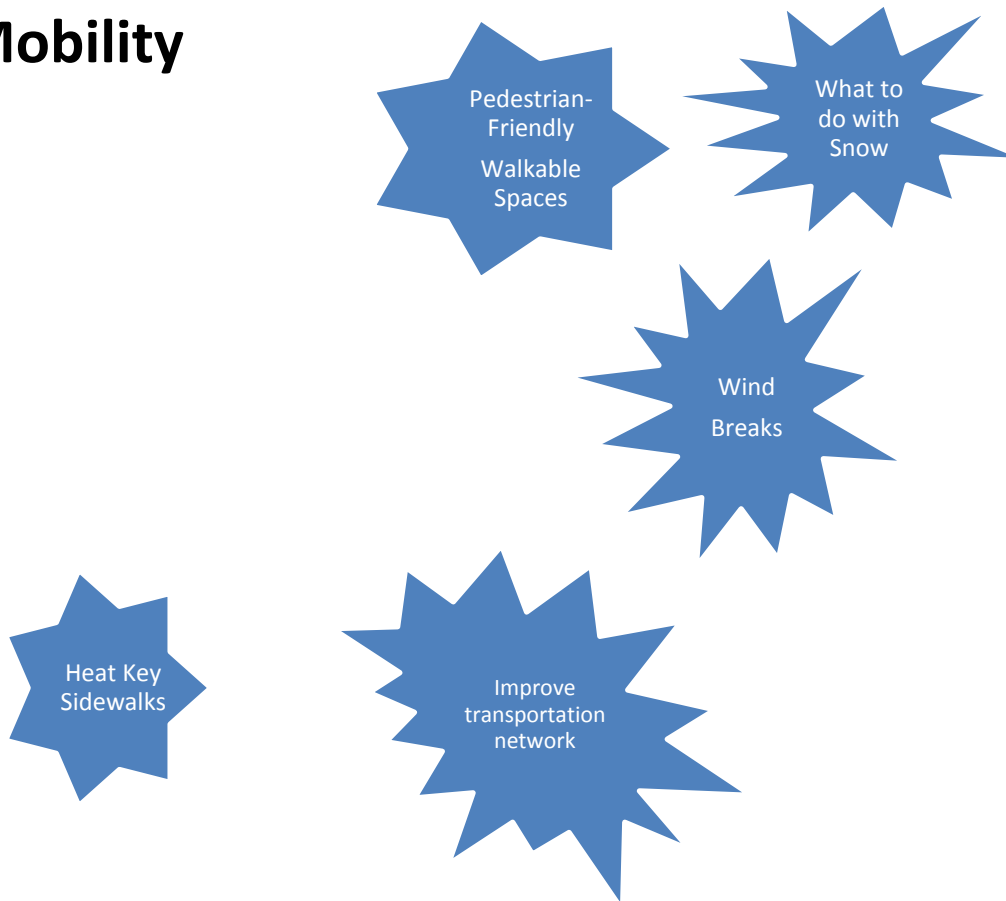 Mobility
Pedestrian-
Friendly
Walkable
Spaces
What to
do with
Snow
Wind
Breaks
Heat Key
Sidewalks
Improve
transportation
network